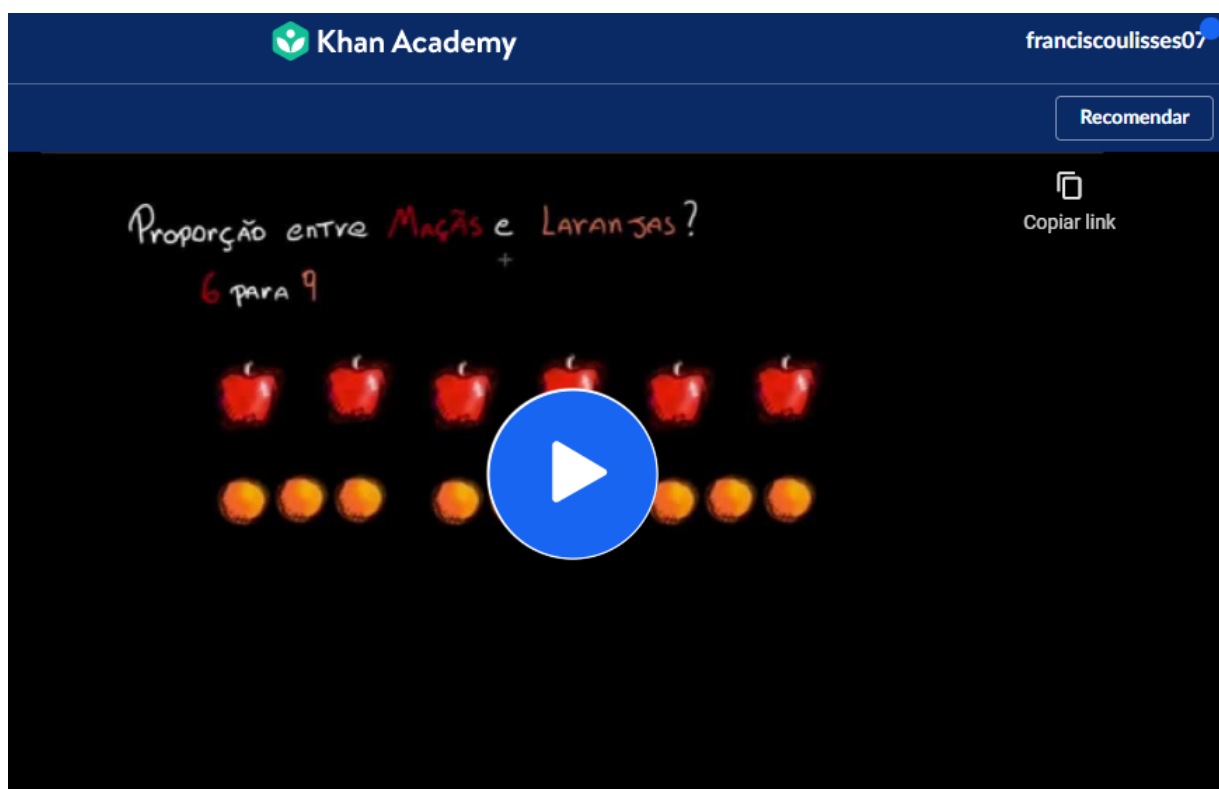 Khan Academy
franciscoulisses07
Recomendar
Copiar link
Proporção entre Maçãs e Laranjas?
6 para 9